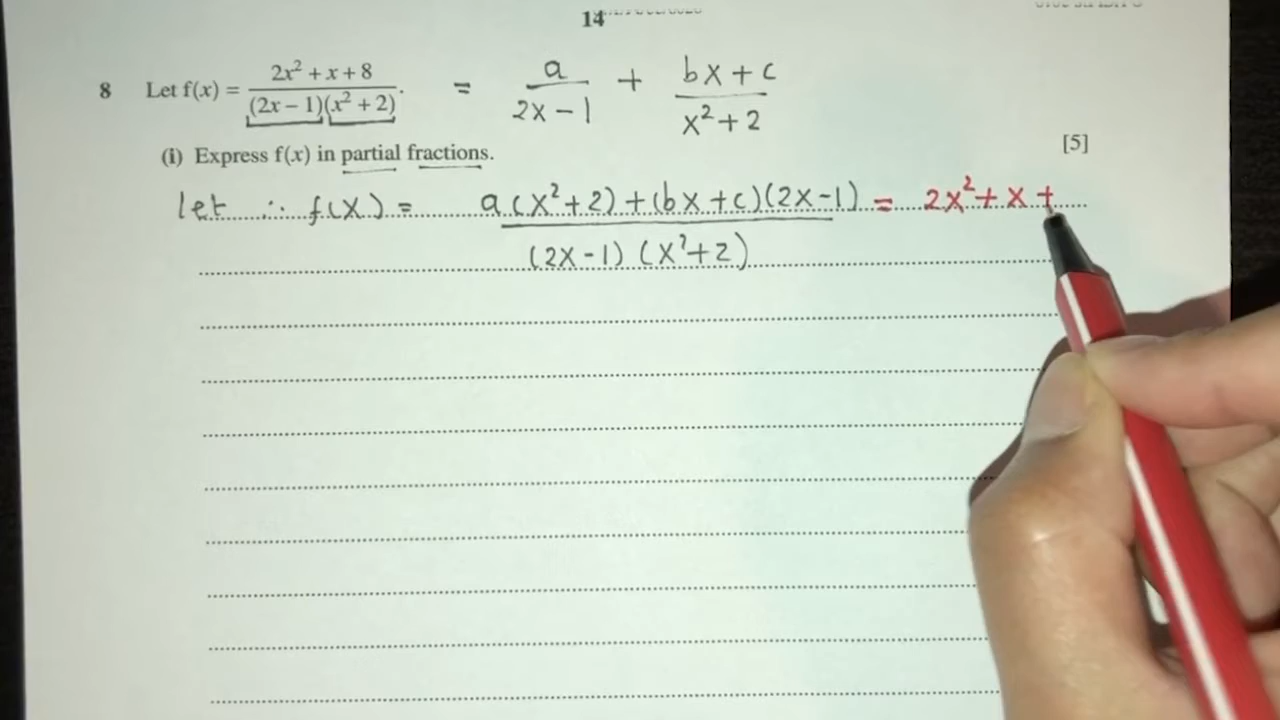 14
8 Let f(x) = 2x² + x + 8 / (2x − 1)(x² + 2) . = a / 2x − 1 + bx + c / x² + 2
(i) Express f(x) in partial fractions. [5]
let ∴ f(x) = a(x² + 2) + (bx + c)(2x − 1) / (2x − 1) (x² + 2) = 2x² + x +